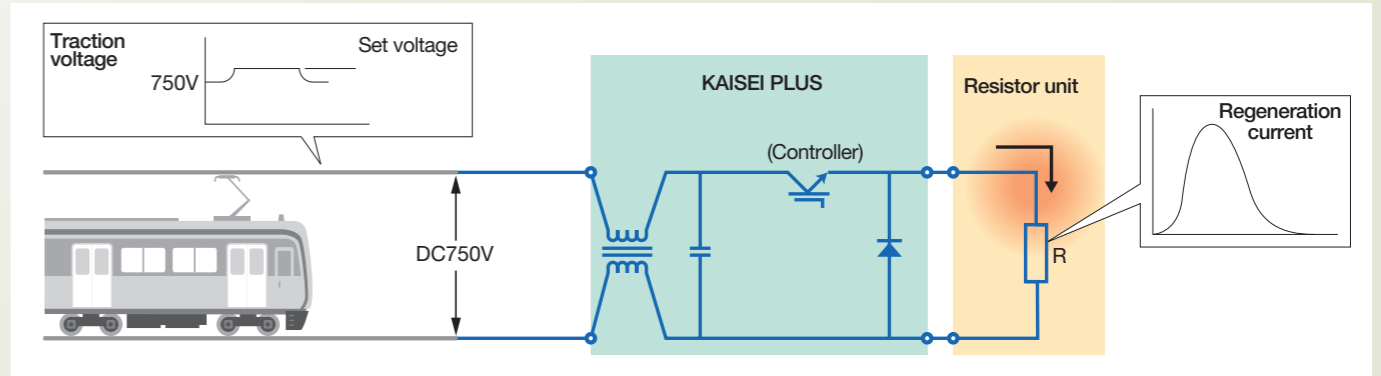 Traction
voltage
Set voltage
750V
DC750V
KAISEI PLUS
(Controller)
Resistor unit
R
Regeneration
current